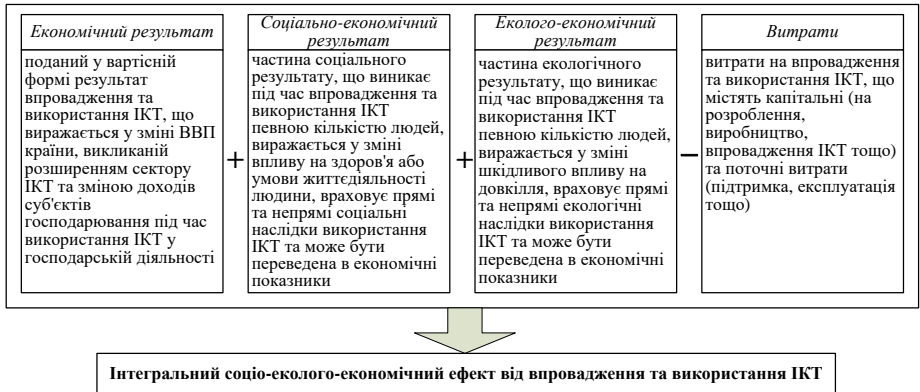 Економічний результат
поданий у вартісній
формі результат
впровадження та
використання ІКТ, що
виражається у зміні ВВП
країни, викликаній
розширенням сектору
ІКТ та зміною доходів
суб'єктів
господарювання під час
використання ІКТ у
господарській діяльності
+
Соціально-економічний
результат
частина соціального
результату, що виникає
під час впровадження та
використання ІКТ
певною кількістю людей,
виражається у зміні
впливу на здоров'я або
умови життєдіяльності
людини, враховує прямі
та непрямі соціальні
наслідки використання
ІКТ та може бути
переведена в економічні
показники
+
Еколого-економічний
результат
частина екологічного
результату, що виникає
під час впровадження та
використання ІКТ
певною кількістю людей,
виражається у зміні
шкідливого впливу на
довкілля, враховує прямі
та непрямі екологічні
наслідки використання
ІКТ та може бути
переведена в економічні
показники
−
Витрати
витрати на впровадження
та використання ІКТ, що
містять капітальні (на
розроблення,
виробництво,
впровадження ІКТ тощо)
та поточні витрати
(підтримка, експлуатація
тощо)
Інтегральний соціо-еколого-економічний ефект від впровадження та використання ІКТ